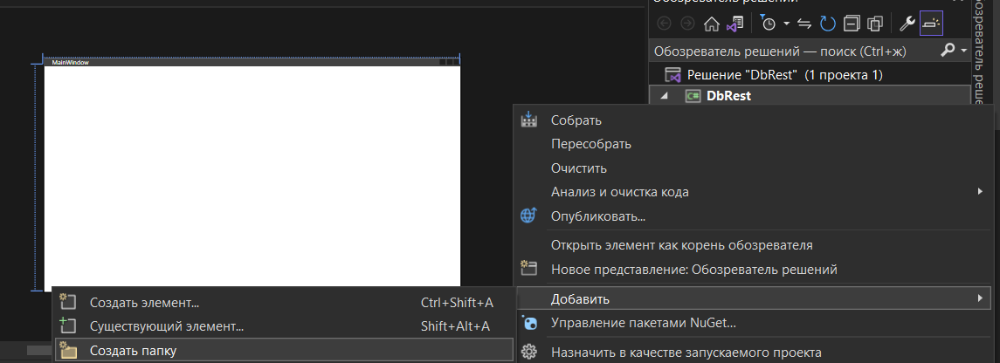 Обозреватель решений
Обозреватель реше
Обозреватель решений — поиск (Ctrl+ж)
Решение "DbRest" (1 проекта 1)
C# DbRest
MainWindow
Собрать
Пересобрать
Очистить
Анализ и очистка кода
Опубликовать...
Открыть элемент как корень обозревателя
Новое представление: Обозреватель решений
Добавить
Управление пакетами NuGet...
Назначить в качестве запускаемого проекта
Создать элемент... Ctrl+Shift+A
Существующий элемент... Shift+Alt+A
Создать папку